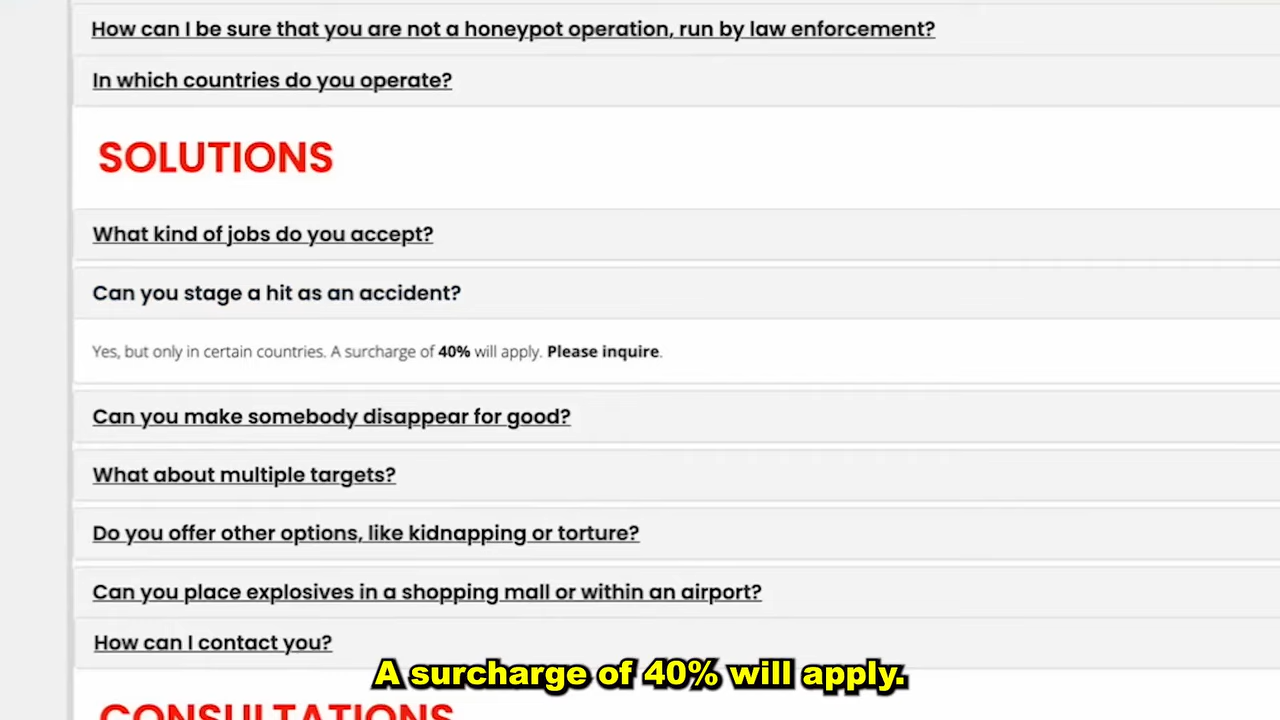 How can I be sure that you are not a honeypot operation, run by law enforcement?
In which countries do you operate?
SOLUTIONS
What kind of jobs do you accept?
Can you stage a hit as an accident?
Yes, but only in certain countries. A surcharge of 40% will apply. Please inquire.
Can you make somebody disappear for good?
What about multiple targets?
Do you offer other options, like kidnapping or torture?
Can you place explosives in a shopping mall or within an airport?
How can I contact you?
A surcharge of 40% will apply.
CONSULTATIONS